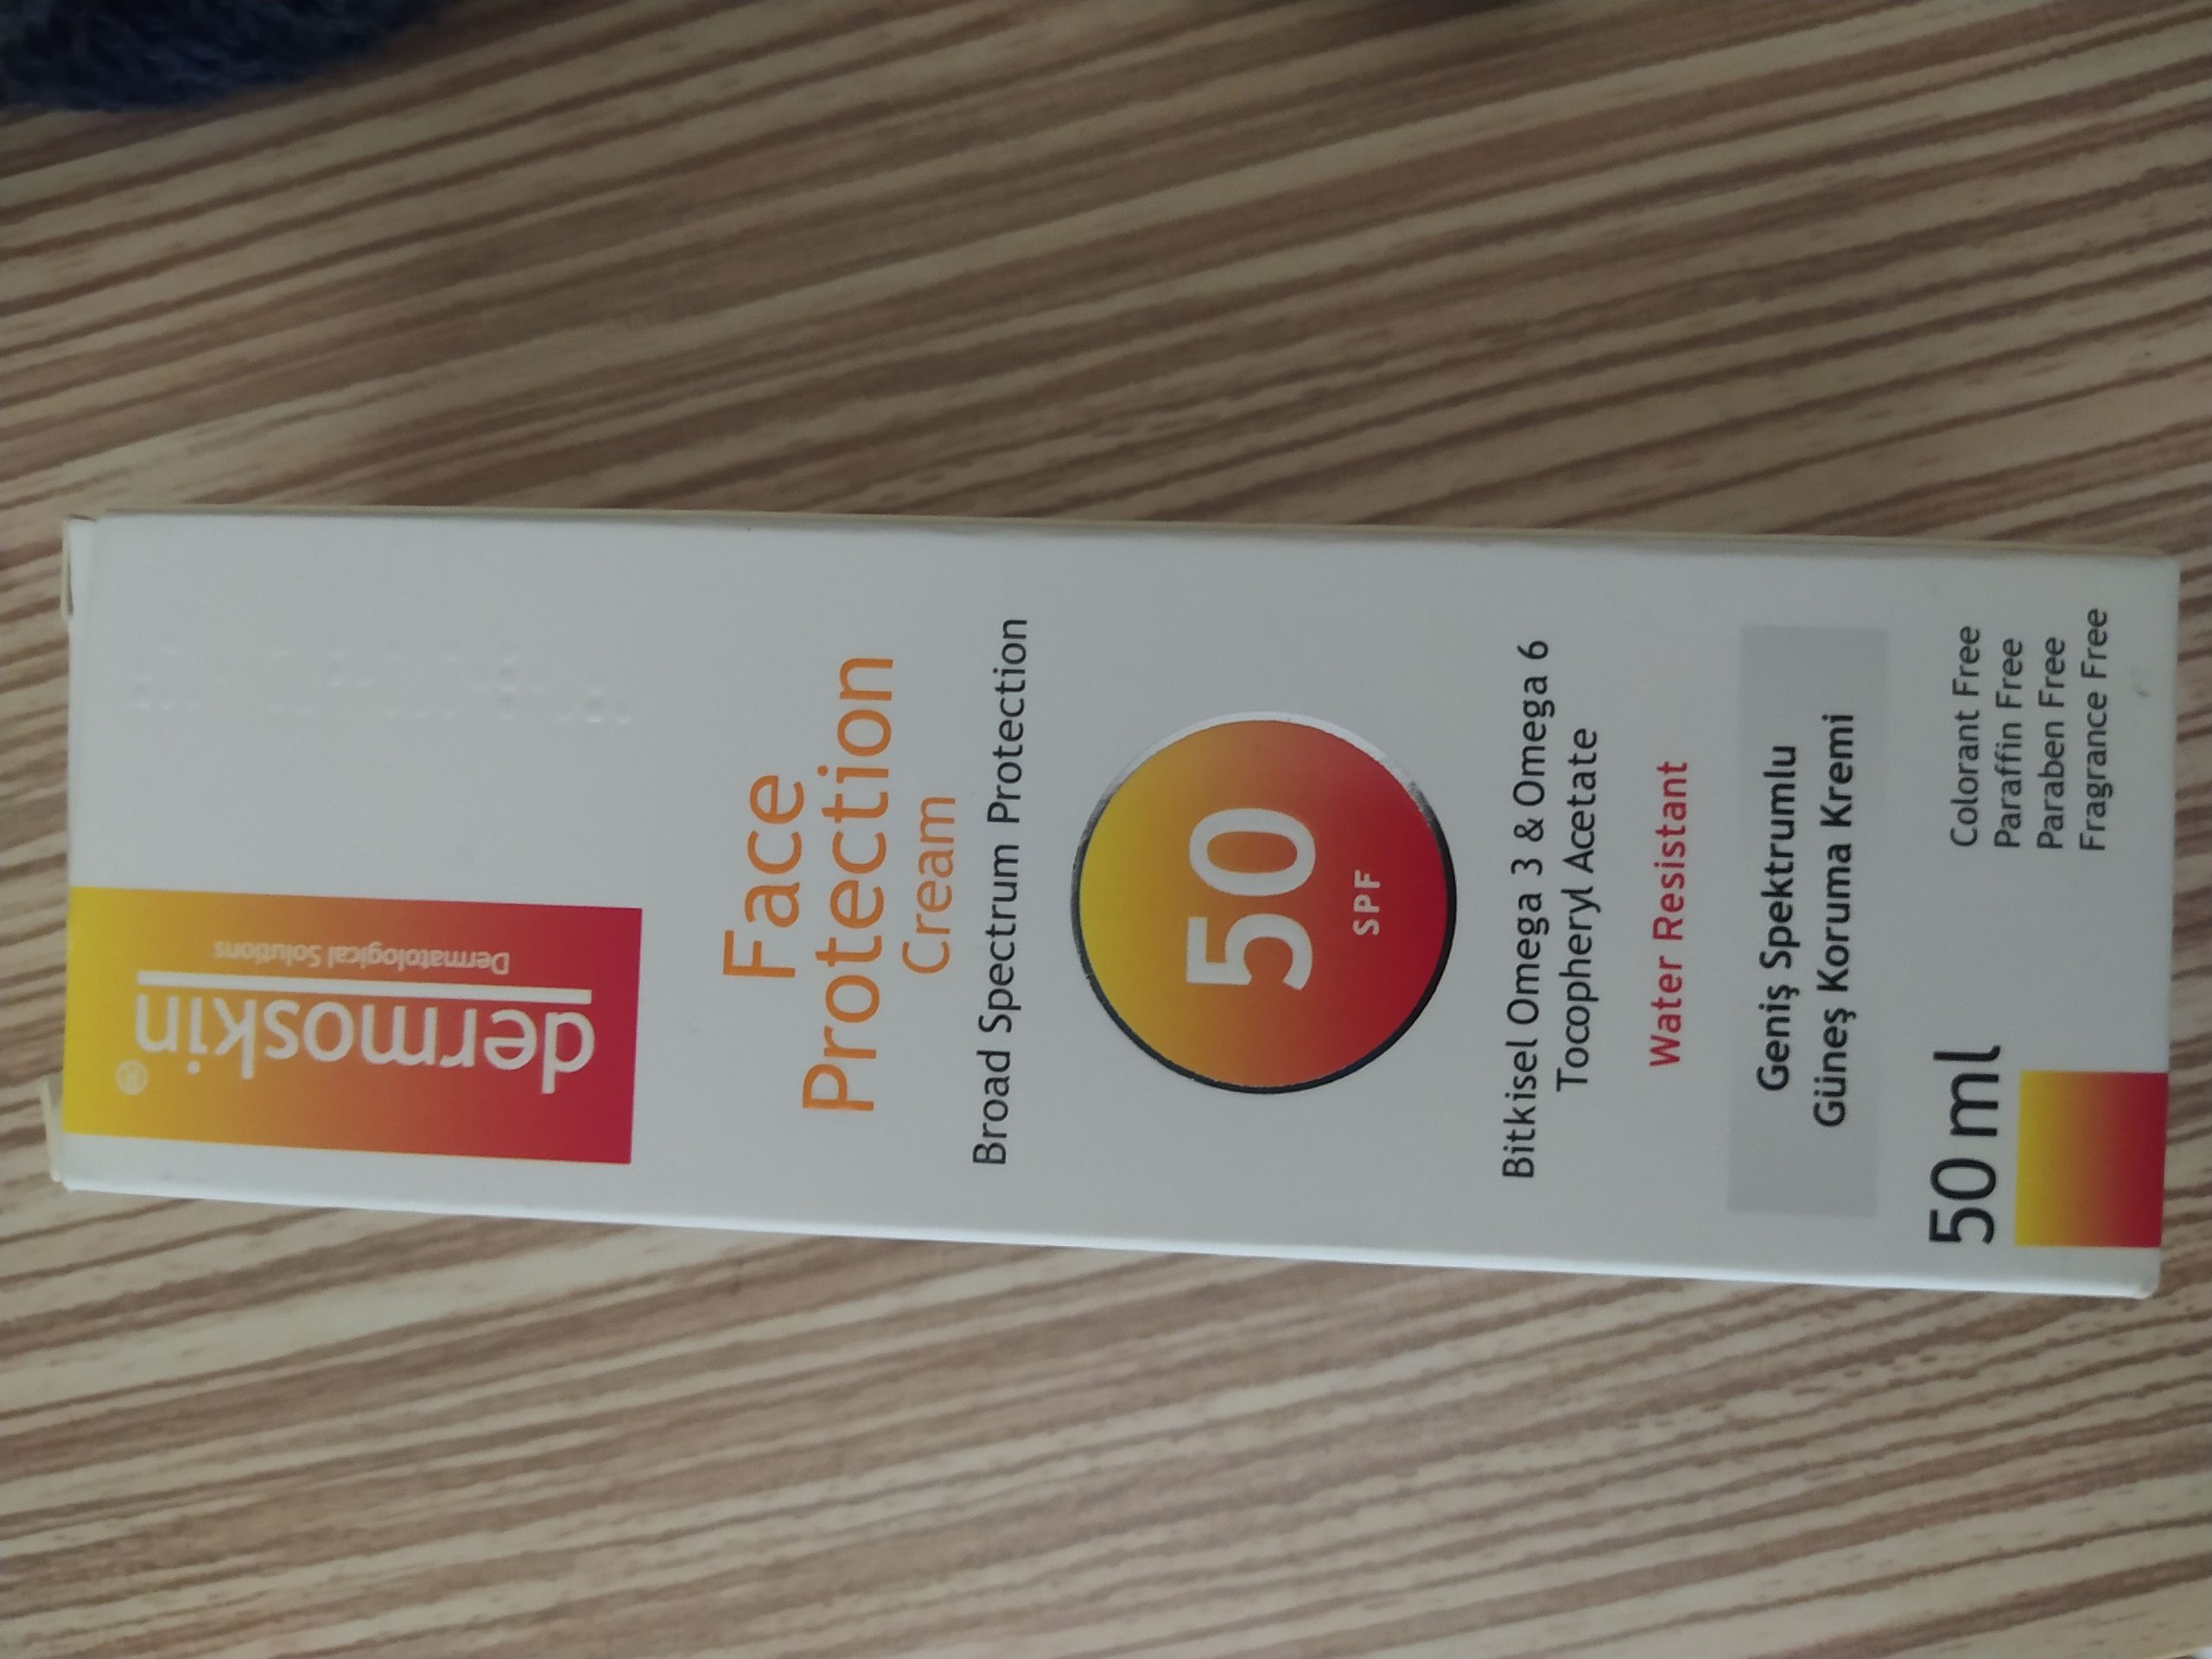 dermoskin®
Dermatological Solutions
Face
Protection
Cream
Broad Spectrum Protection
50
SPF
Bitkisel Omega 3 & Omega 6
Tocopheryl Acetate
Water Resistant
Geniş Spektrumlu
Güneş Koruma Kremi
50 ml
Colorant Free
Paraffin Free
Paraben Free
Fragrance Free